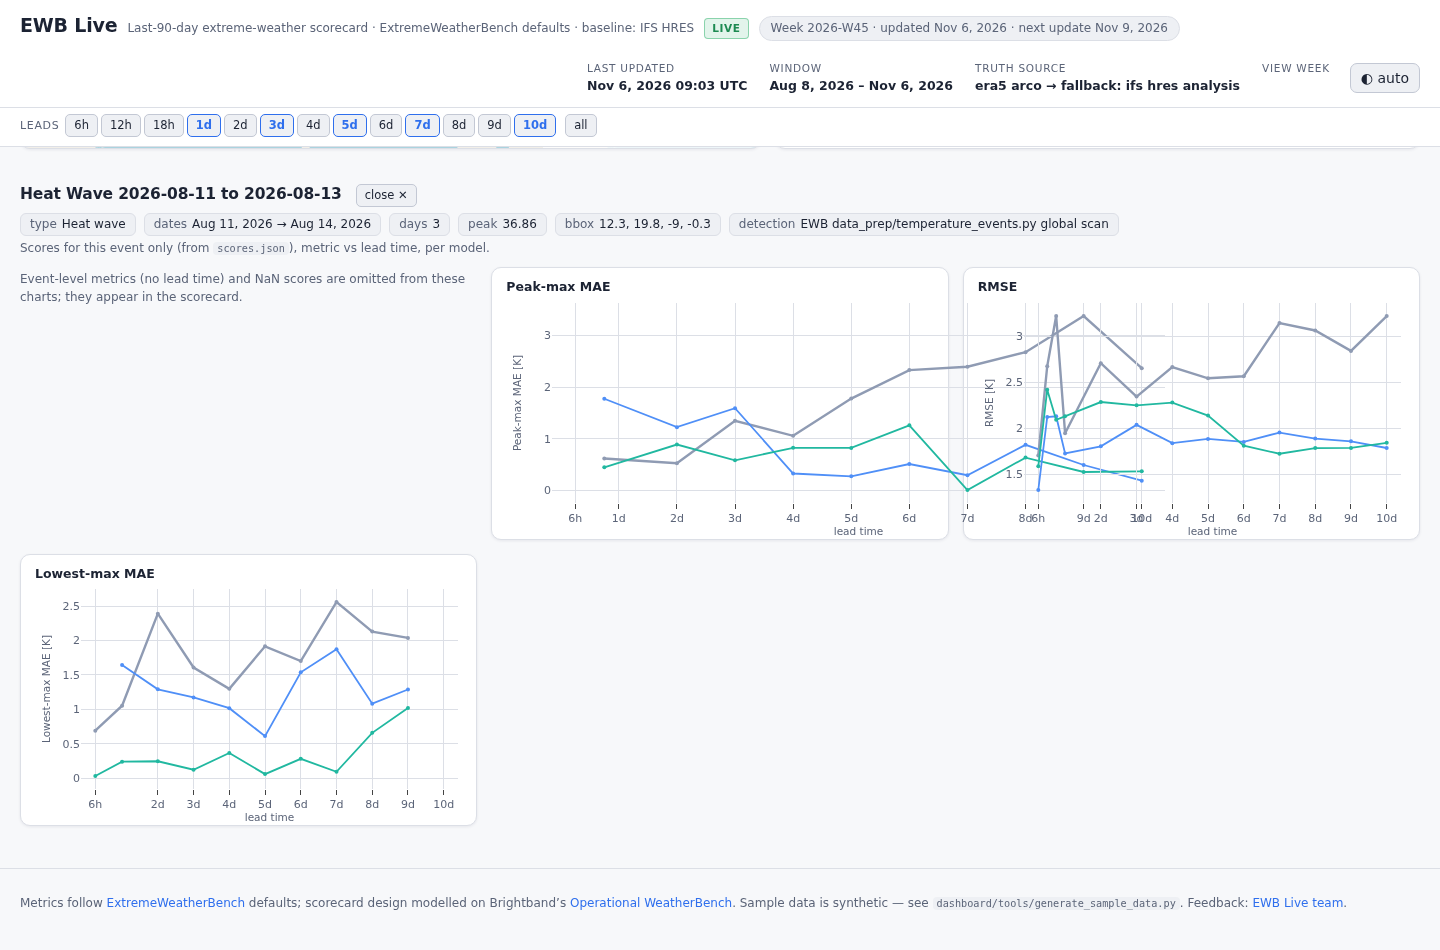 EWB Live Last-90-day extreme-weather scorecard · ExtremeWeatherBench defaults · baseline: IFS HRES LIVE Week 2026-W45 · updated Nov 6, 2026 · next update Nov 9, 2026
LAST UPDATED WINDOW TRUTH SOURCE VIEW WEEK
Nov 6, 2026 09:03 UTC Aug 8, 2026 – Nov 6, 2026 era5 arco → fallback: ifs hres analysis ◐ auto
LEADS 6h 12h 18h 1d 2d 3d 4d 5d 6d 7d 8d 9d 10d all
Heat Wave 2026-08-11 to 2026-08-13 close ✕
type Heat wave dates Aug 11, 2026 → Aug 14, 2026 days 3 peak 36.86 bbox 12.3, 19.8, -9, -0.3 detection EWB data_prep/temperature_events.py global scan
Scores for this event only (from scores.json), metric vs lead time, per model.
Event-level metrics (no lead time) and NaN scores are omitted from these
charts; they appear in the scorecard.
Peak-max MAE
Peak-max MAE [K]
3
2
1
0
6h 1d 2d 3d 4d 5d 6d 7d 8d 9d 10d
lead time
RMSE
RMSE [K]
3
2.5
2
1.5
6h 2d 3d 4d 5d 6d 7d 8d 9d 10d
lead time
Lowest-max MAE
Lowest-max MAE [K]
2.5
2
1.5
1
0.5
0
6h 2d 3d 4d 5d 6d 7d 8d 9d 10d
lead time
Metrics follow ExtremeWeatherBench defaults; scorecard design modelled on Brightband’s Operational WeatherBench. Sample data is synthetic — see dashboard/tools/generate_sample_data.py. Feedback: EWB Live team.